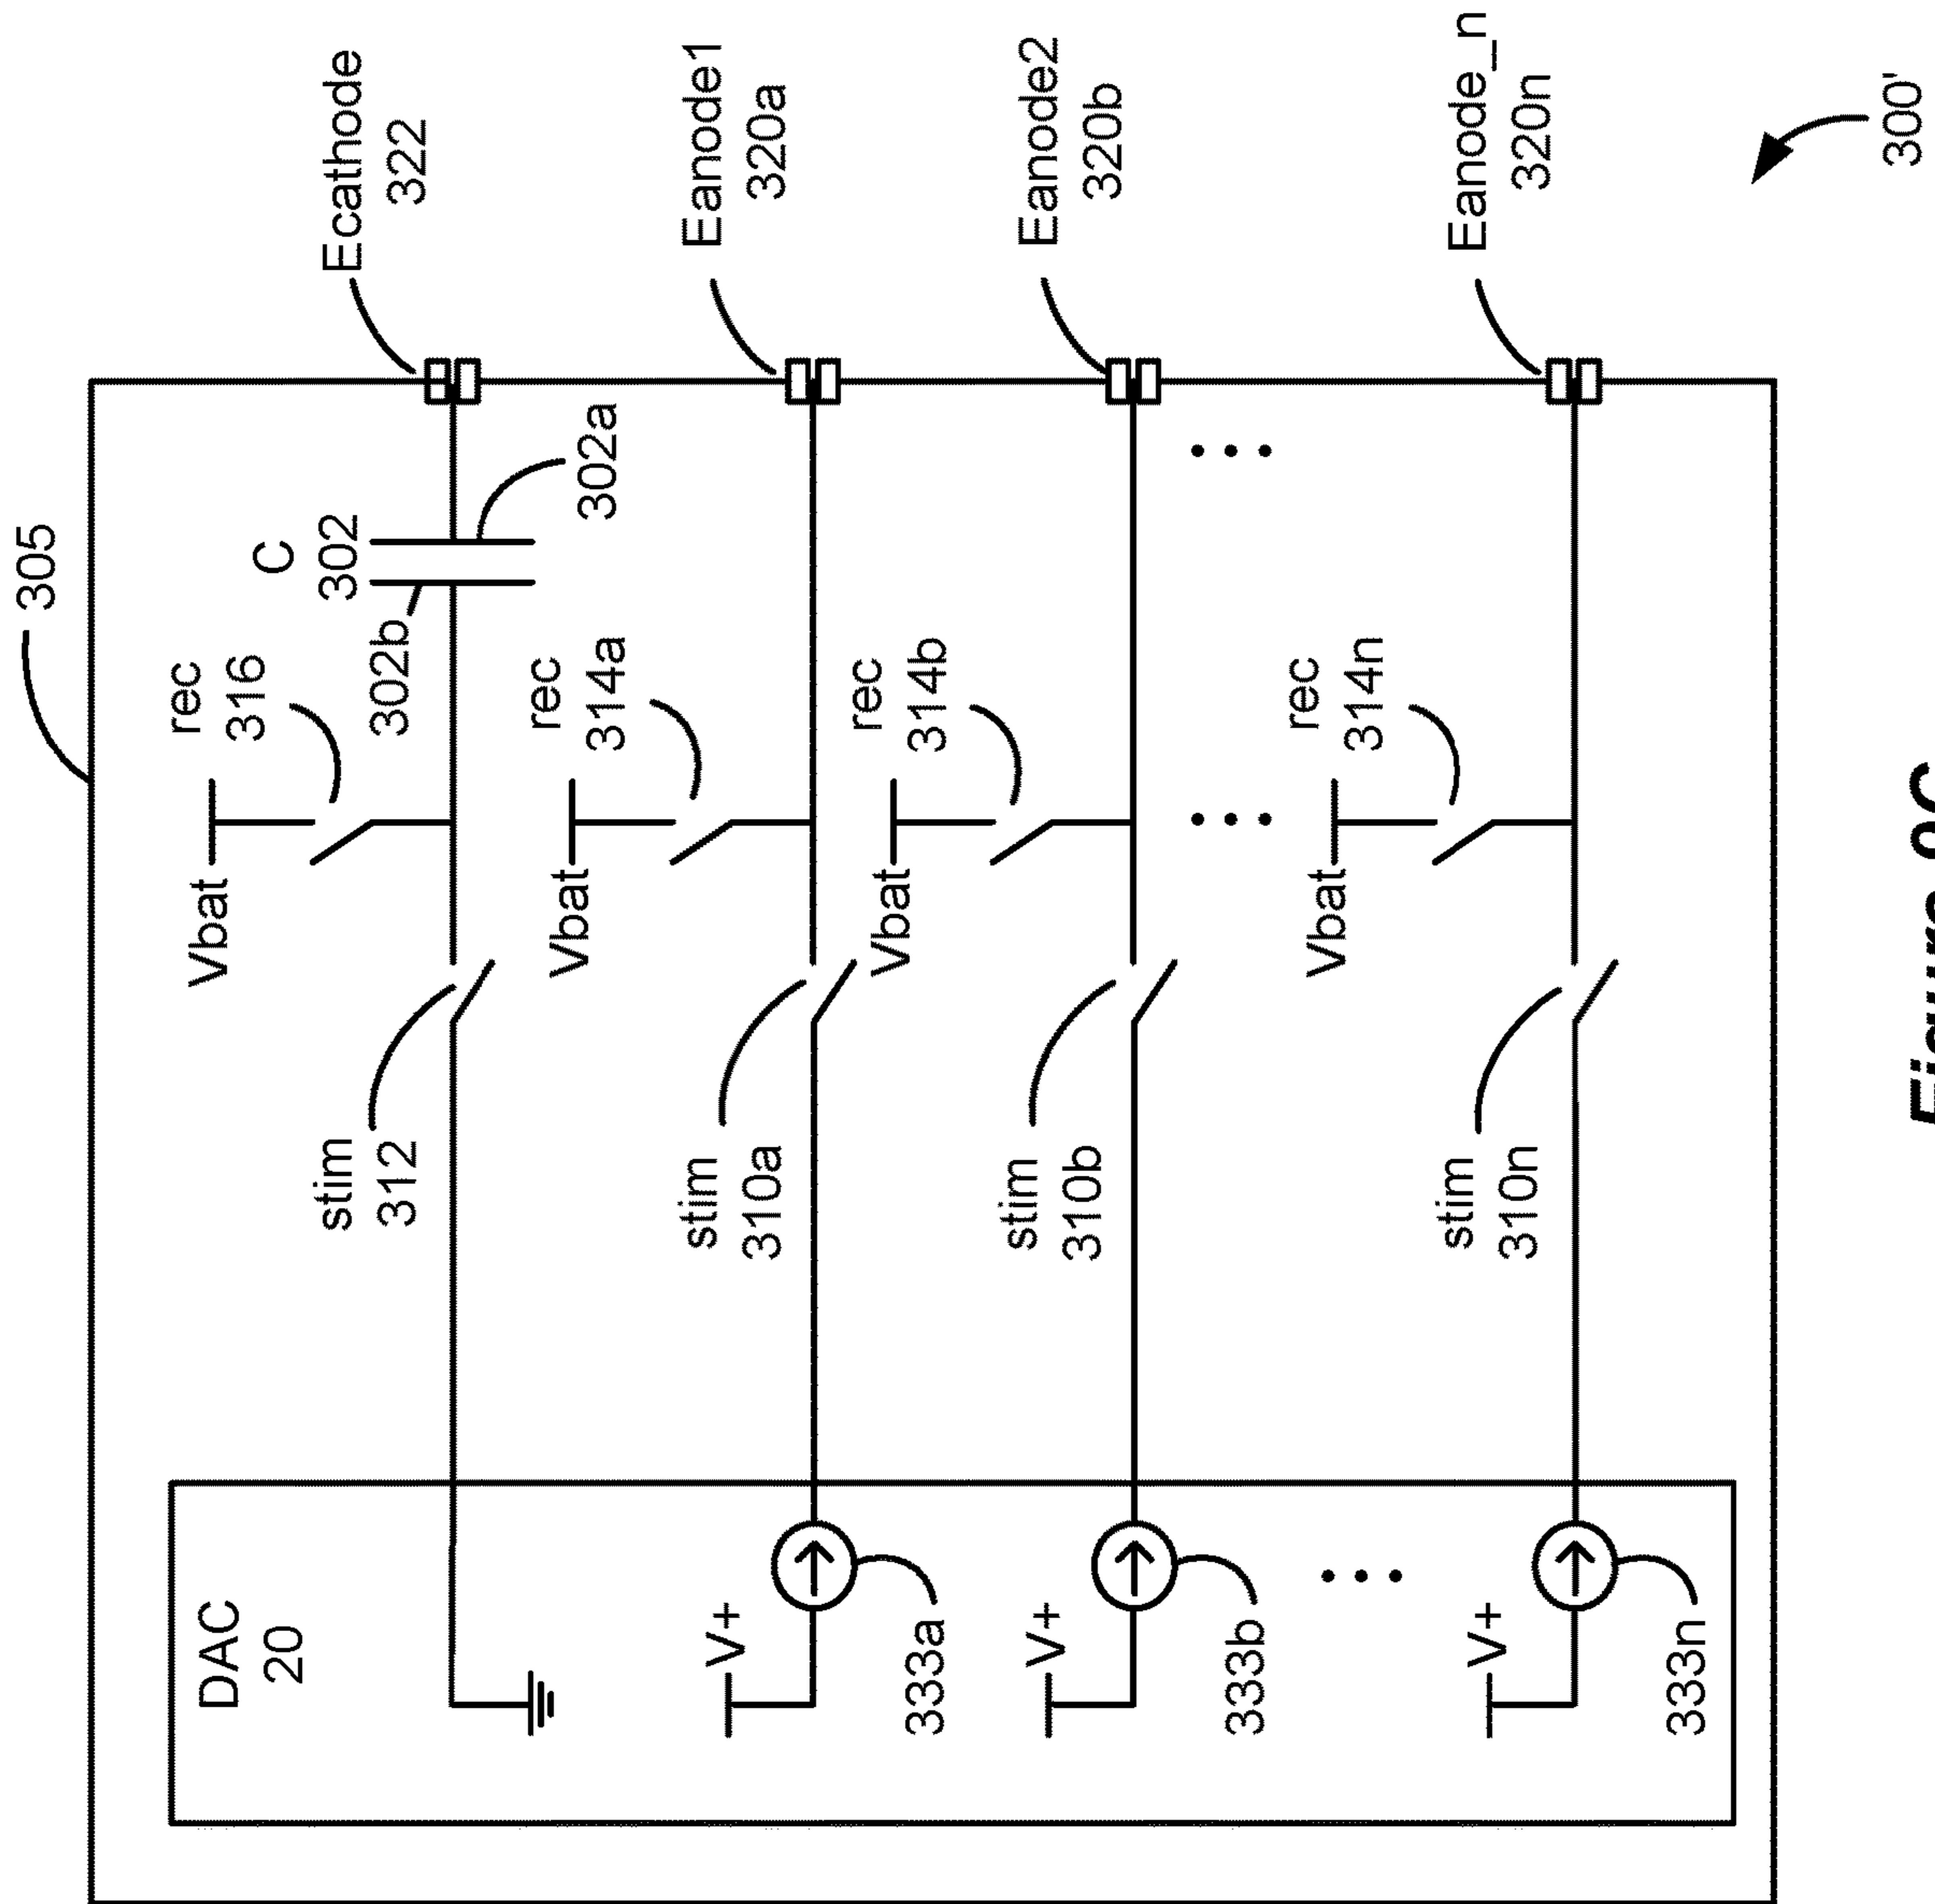 305
DAC
20
stim
312
Vbat
rec
316
302b
C
302
302a
Ecathode
322
V+
333a
stim
310a
Vbat
rec
314a
Eanode1
320a
V+
333b
stim
310b
Vbat
rec
314b
Eanode2
320b
V+
333n
stim
310n
Vbat
rec
314n
Eanode_n
320n
300'
Figure